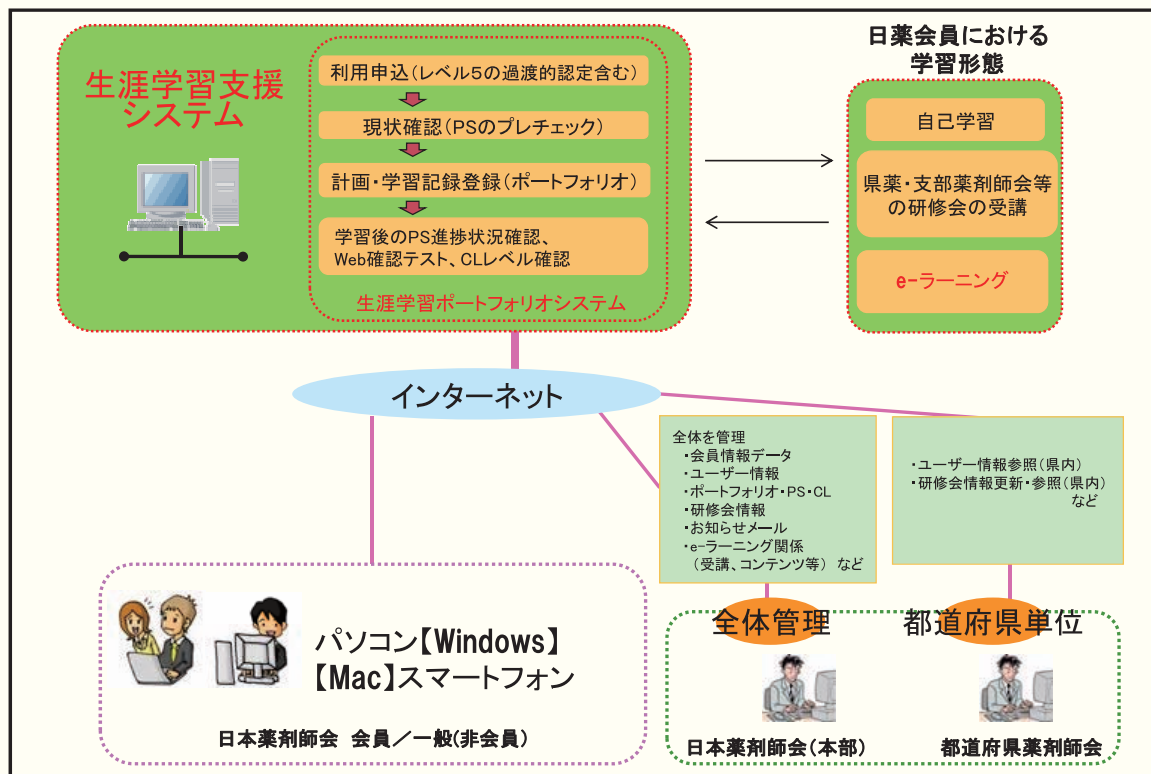 生涯学習支援
システム
利用申込(レベル5の過渡的認定含む)
現状確認(PSのプレチェック)
計画・学習記録登録(ポートフォリオ)
学習後のPS進捗状況確認、
Web確認テスト、CLレベル確認
生涯学習ポートフォリオシステム
日薬会員における
学習形態
自己学習
県薬・支部薬剤師会等
の研修会の受講
e-ラーニング
インターネット
全体を管理
・会員情報データ
・ユーザー情報
・ポートフォリオ・PS・CL
・研修会情報
・お知らせメール
・e-ラーニング関係
(受講、コンテンツ等) など
・ユーザー情報参照(県内)
・研修会情報更新・参照(県内)
など
パソコン【Windows】
【Mac】スマートフォン
日本薬剤師会 会員/一般(非会員)
全体管理
日本薬剤師会(本部)
都道府県単位
都道府県薬剤師会